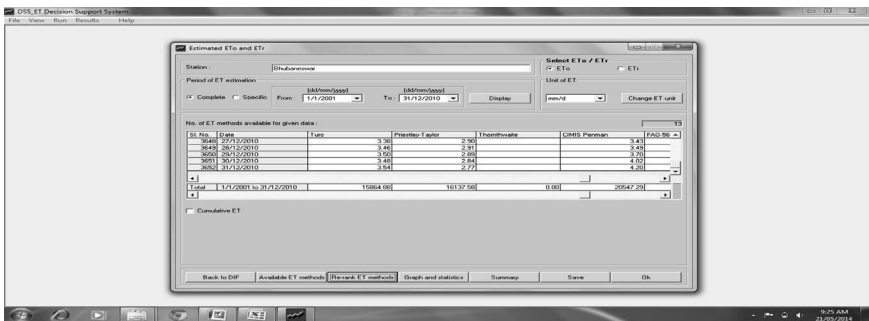 DSS_ET Decision Support System
File View Run Results Help
Estimated ETo and ETr
Station : Bhubaneswar
Select ETo / ETr
ETo ETr
Period of ET estimation
(dd/mm/yyyy) (dd/mm/yyyy)
Complete Specific From : 1/1/2001 To : 31/12/2010 Display
Unit of ET
mm/d Change ET unit
No. of ET methods available for given data : 13
Sl. No. Date Turc Priestley-Taylor Thornthwaite CIMIS Penman FAO-56
3648 27/12/2010 3.38 2.90 3.43
3649 28/12/2010 3.46 2.91 3.49
3650 29/12/2010 3.50 2.89 3.70
3651 30/12/2010 3.48 2.84 4.02
3652 31/12/2010 3.54 2.77 4.20
Total 1/1/2001 to 31/12/2010 15864.88 16137.58 0.00 20547.29
Cumulative ET
Back to DIF Available ET methods Re-rank ET methods Graph and statistics Summary Save Ok
9:25 AM
21/05/2014